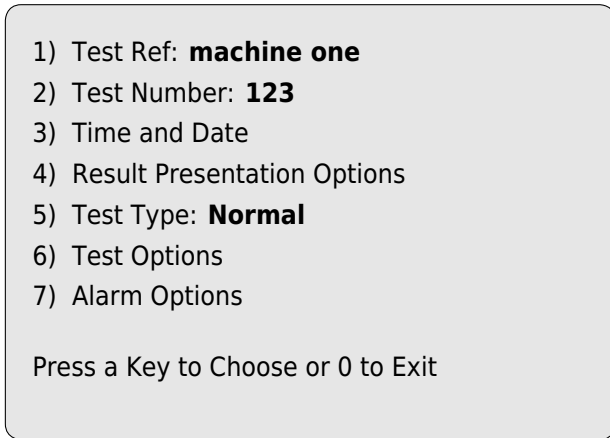 1) Test Ref: machine one
2) Test Number: 123
3) Time and Date
4) Result Presentation Options
5) Test Type: Normal
6) Test Options
7) Alarm Options
Press a Key to Choose or 0 to Exit